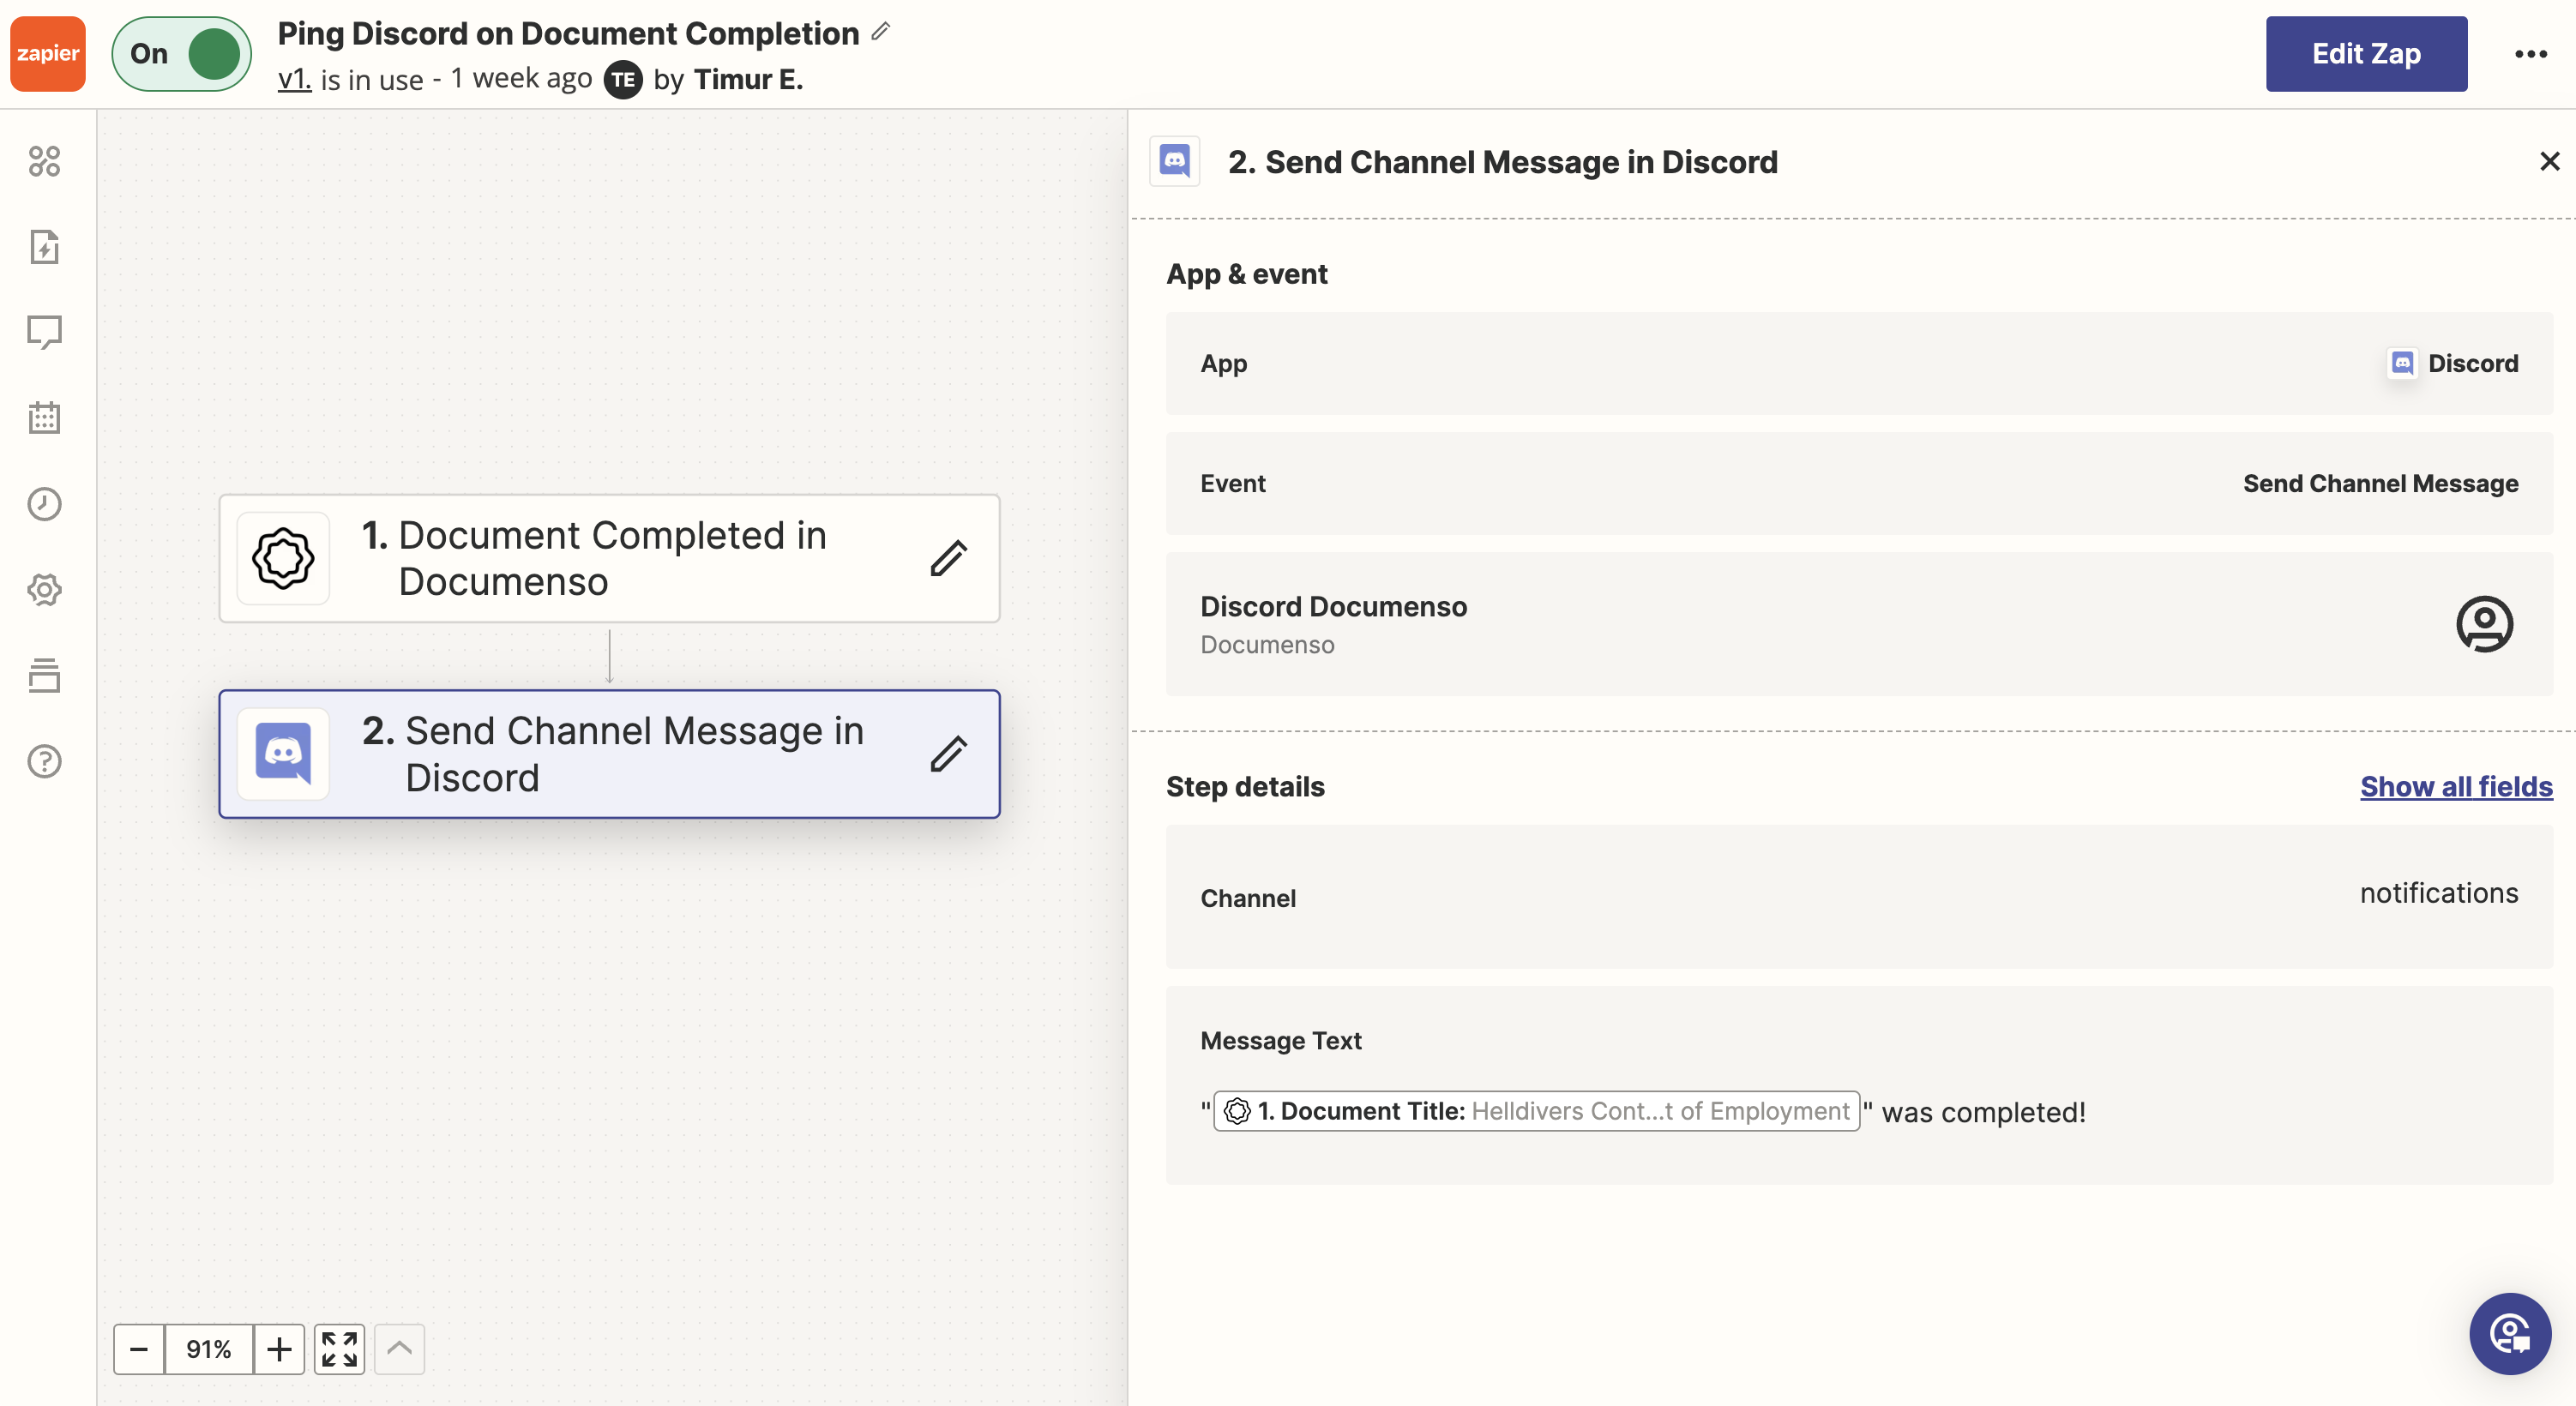 zapier
On
Ping Discord on Document Completion
v1. is in use - 1 week ago TE by Timur E.
Edit Zap
1. Document Completed in
Documenso
2. Send Channel Message in
Discord
91%
2. Send Channel Message in Discord
App & event
App Discord
Event Send Channel Message
Discord Documenso
Documenso
Step details Show all fields
Channel notifications
Message Text
"1. Document Title: Helldivers Cont...t of Employment" was completed!